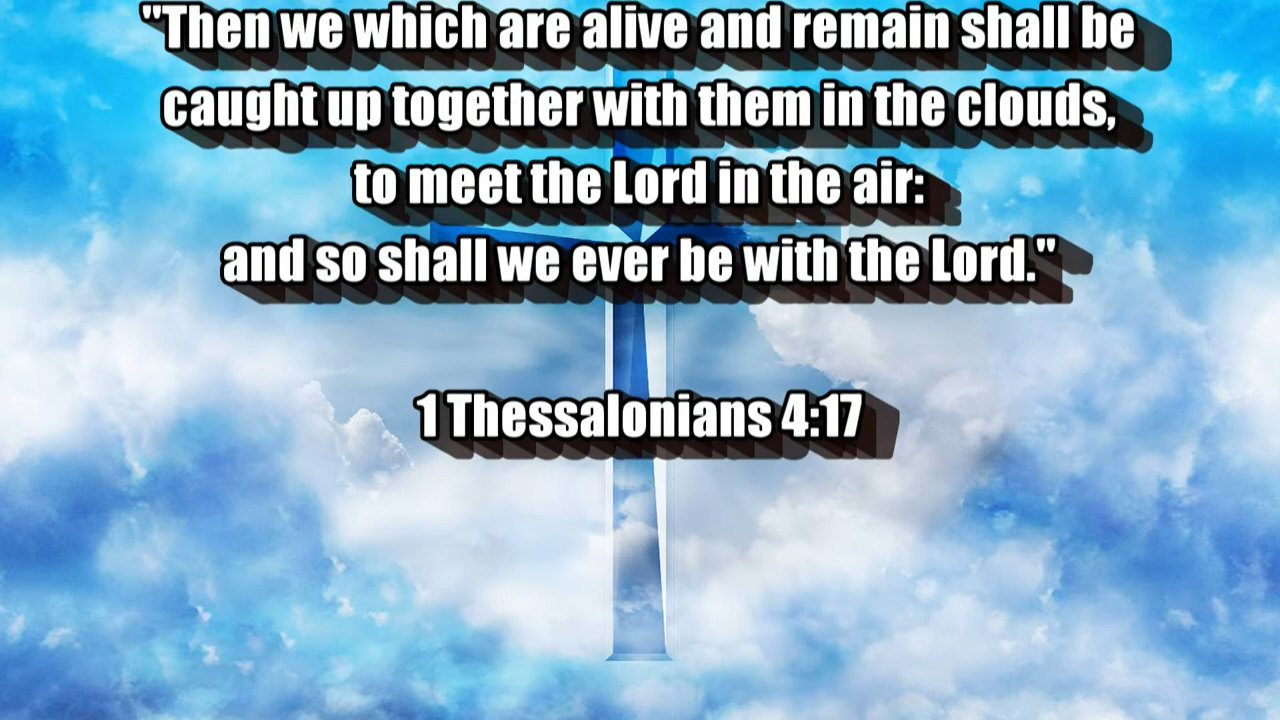 "Then we which are alive and remain shall be
caught up together with them in the clouds,
to meet the Lord in the air:
and so shall we ever be with the Lord."
1 Thessalonians 4:17